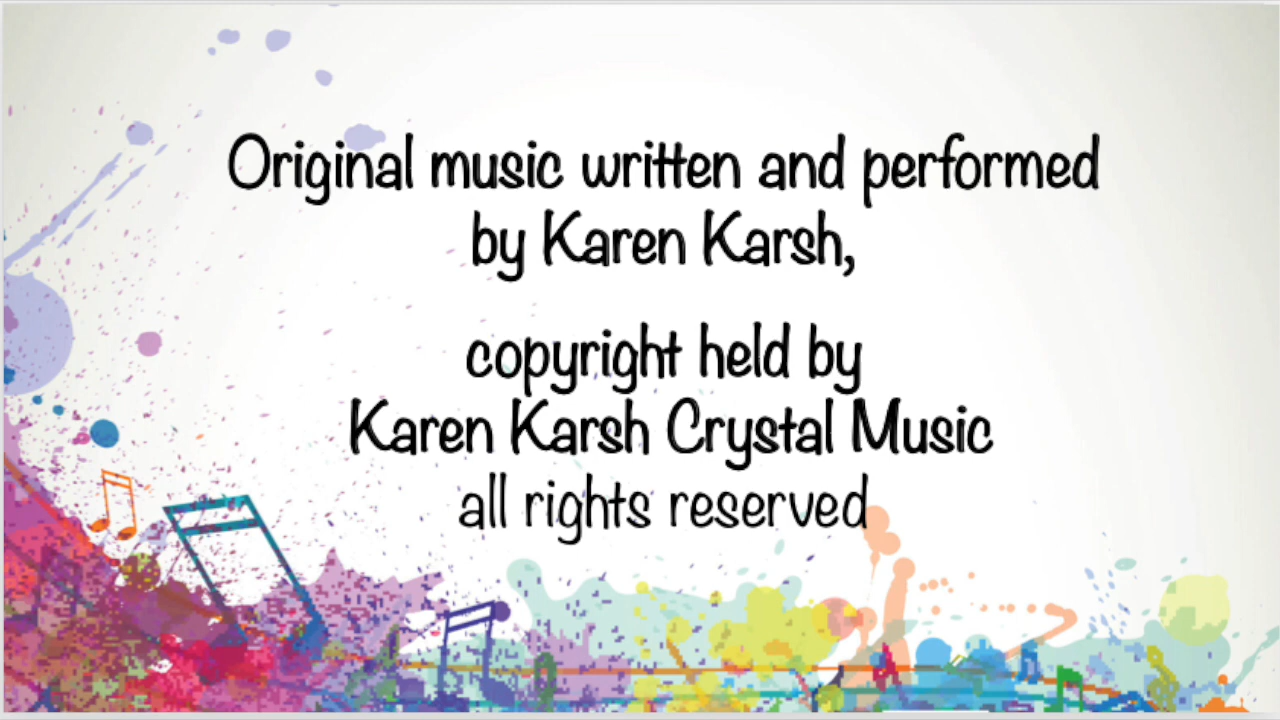 Original music written and performed
by Karen Karsh,
copyright held by
Karen Karsh Crystal Music
all rights reserved